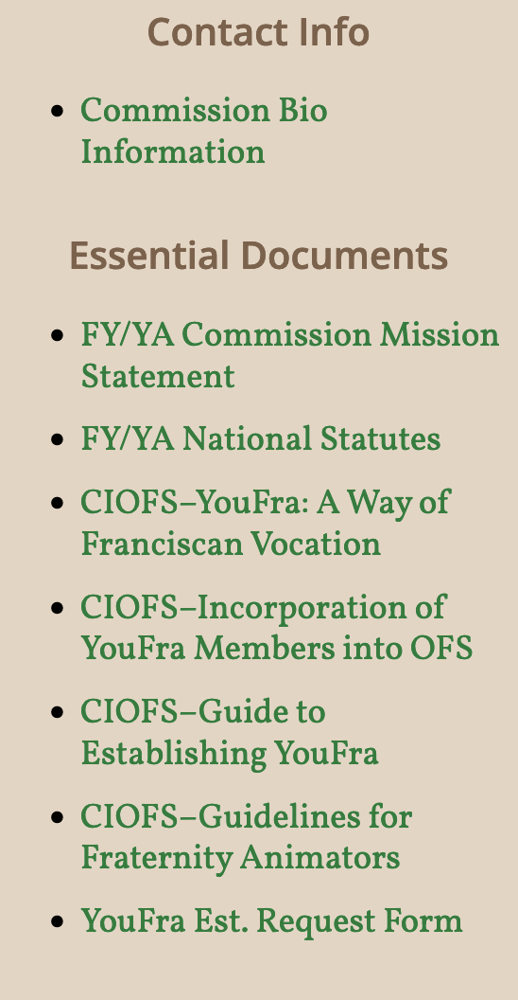 Contact Info
Commission Bio
Information
Essential Documents
FY/YA Commission Mission
Statement
FY/YA National Statutes
CIOFS–YouFra: A Way of
Franciscan Vocation
CIOFS–Incorporation of
YouFra Members into OFS
CIOFS–Guide to
Establishing YouFra
CIOFS–Guidelines for
Fraternity Animators
YouFra Est. Request Form